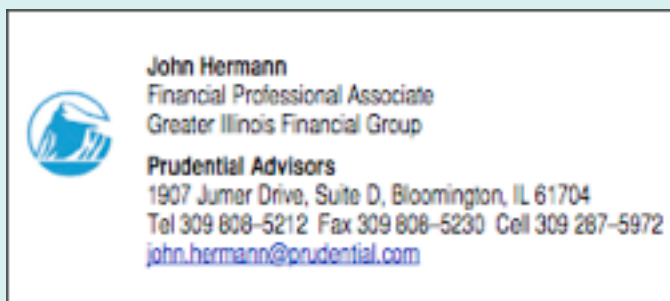 John Hermann
Financial Professional Associate
Greater Illinois Financial Group
Prudential Advisors
1907 Jumer Drive, Suite D, Bloomington, IL 61704
Tel 309 808–5212 Fax 309 808–5230 Cell 309 287–5972
john.hermann@prudential.com